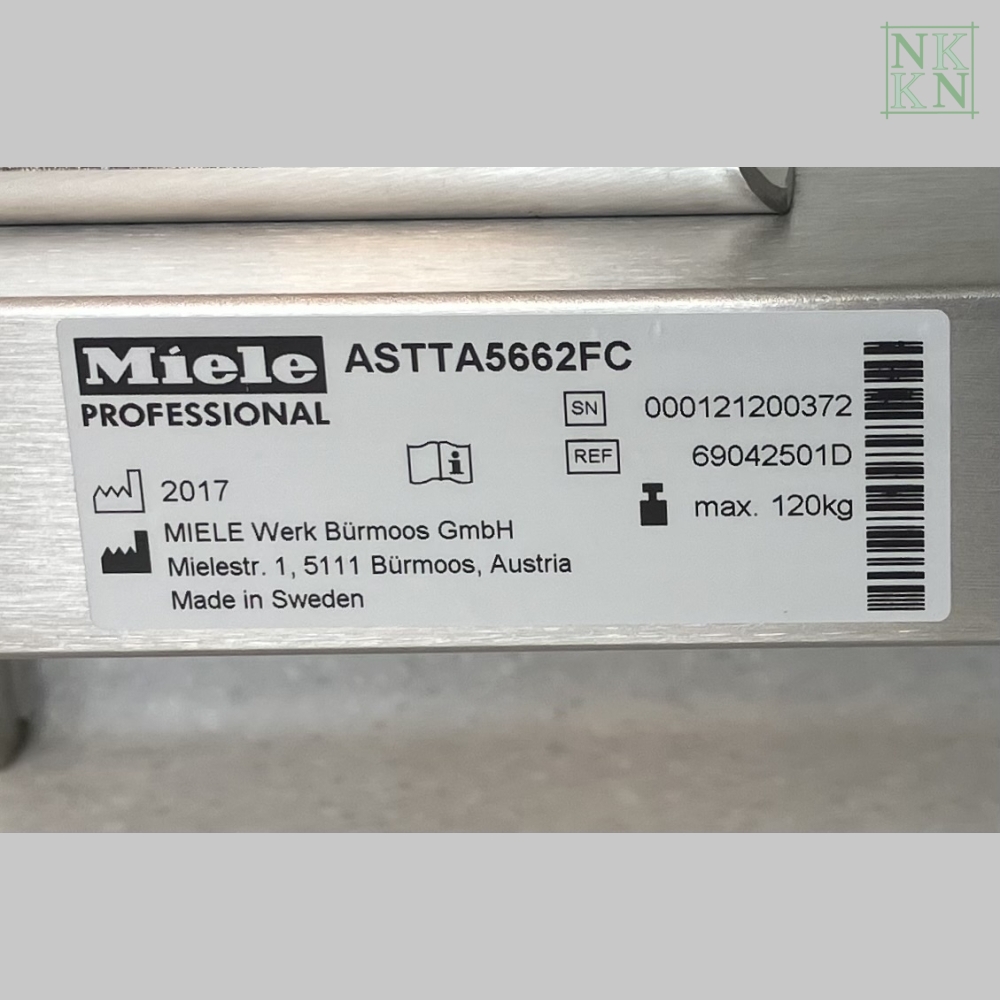 NK
KN
Miele
PROFESSIONAL
ASTTA5662FC
SN 000121200372
REF 69042501D
max. 120kg
2017
MIELE Werk Bürmoos GmbH
Mielestr. 1, 5111 Bürmoos, Austria
Made in Sweden